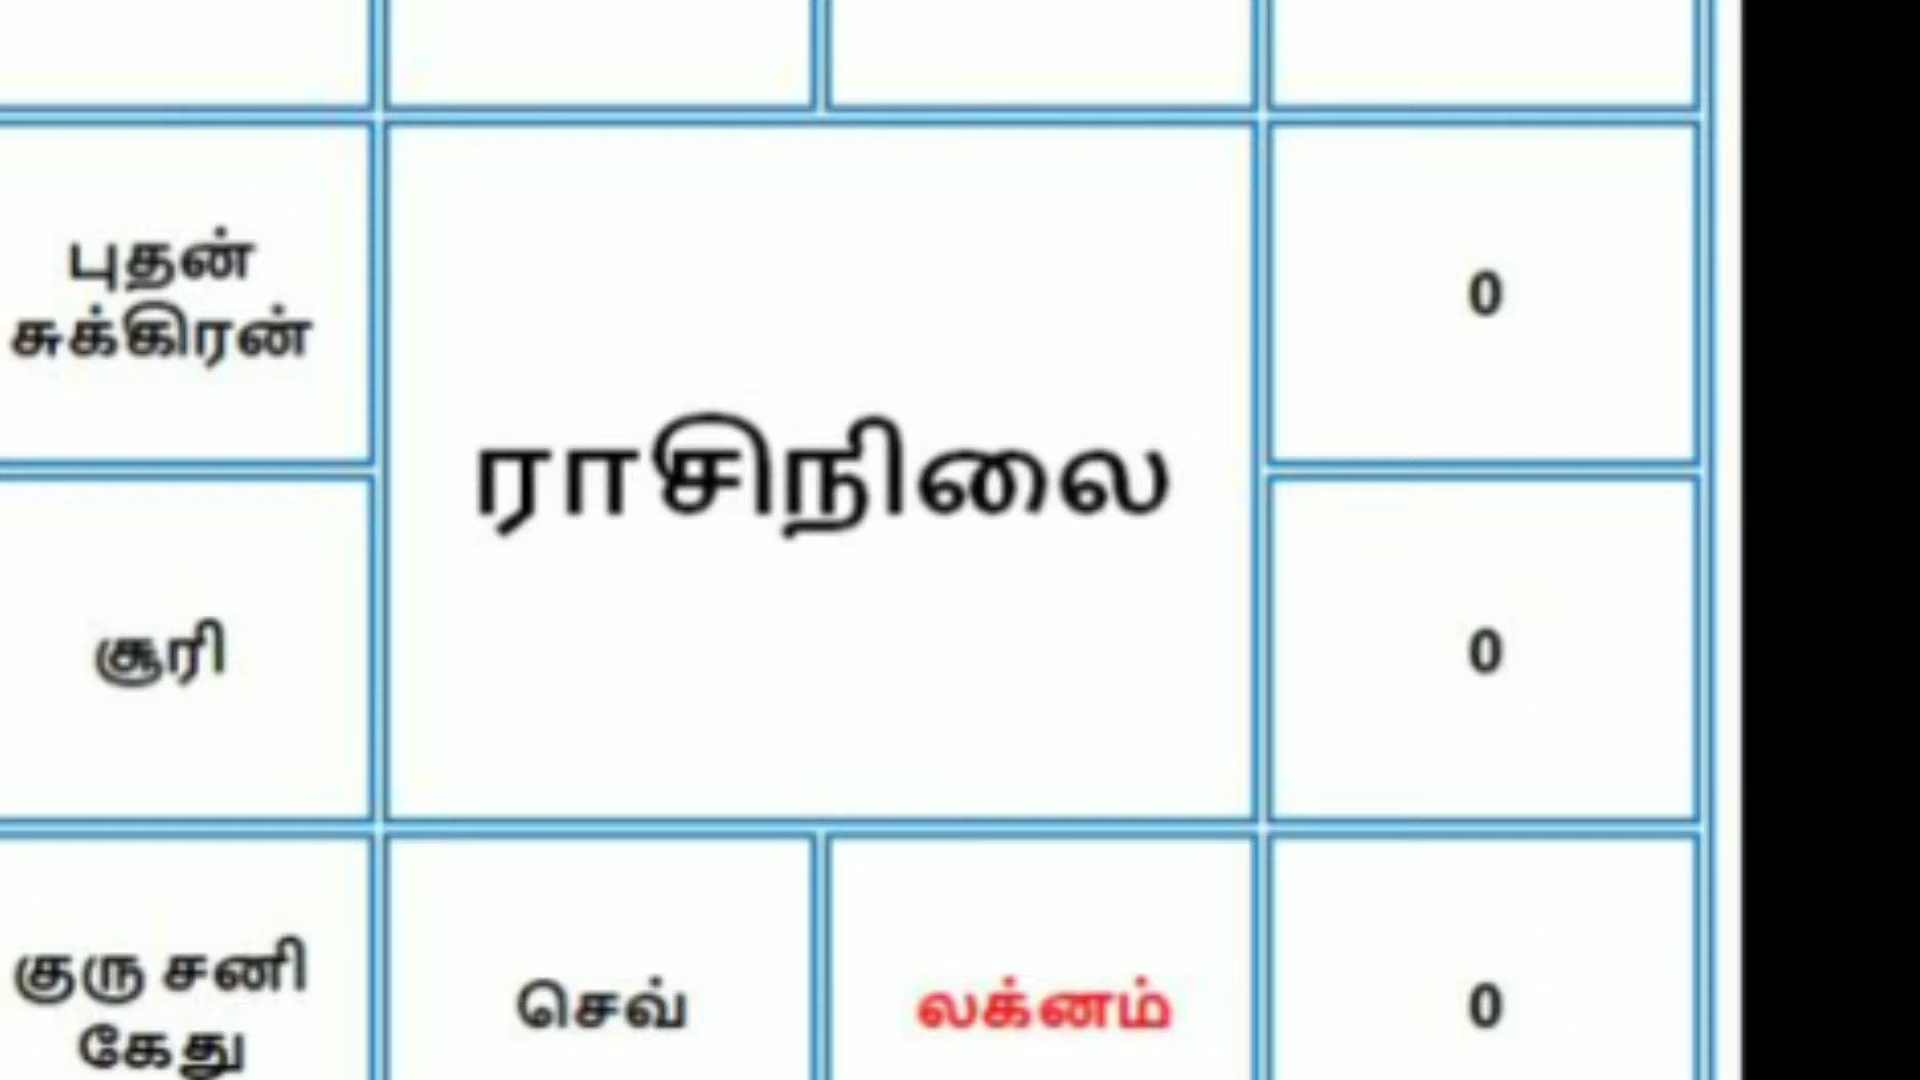 புதன்
சுக்கிரன்
0
ராசிநிலை
சூரி
0
குரு சனி
கேது
செவ்
லக்னம்
0